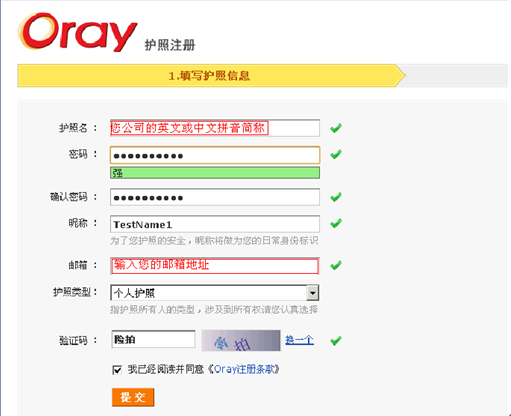 Oray 护照注册
1.填写护照信息
护照名： 您公司的英文或中文拼音简称
密码： ●●●●●●●●●●
强
确认密码： ●●●●●●●●●●
昵称： TestName1
为了您护照的安全，昵称将做为您的日常身份标识
邮箱： 输入您的邮箱地址
护照类型： 个人护照
指护照所有人的类型，涉及到所有权请您认真选择
验证码： 脸拍 拍 换一个
我已经阅读并同意《Oray注册条款》
提 交